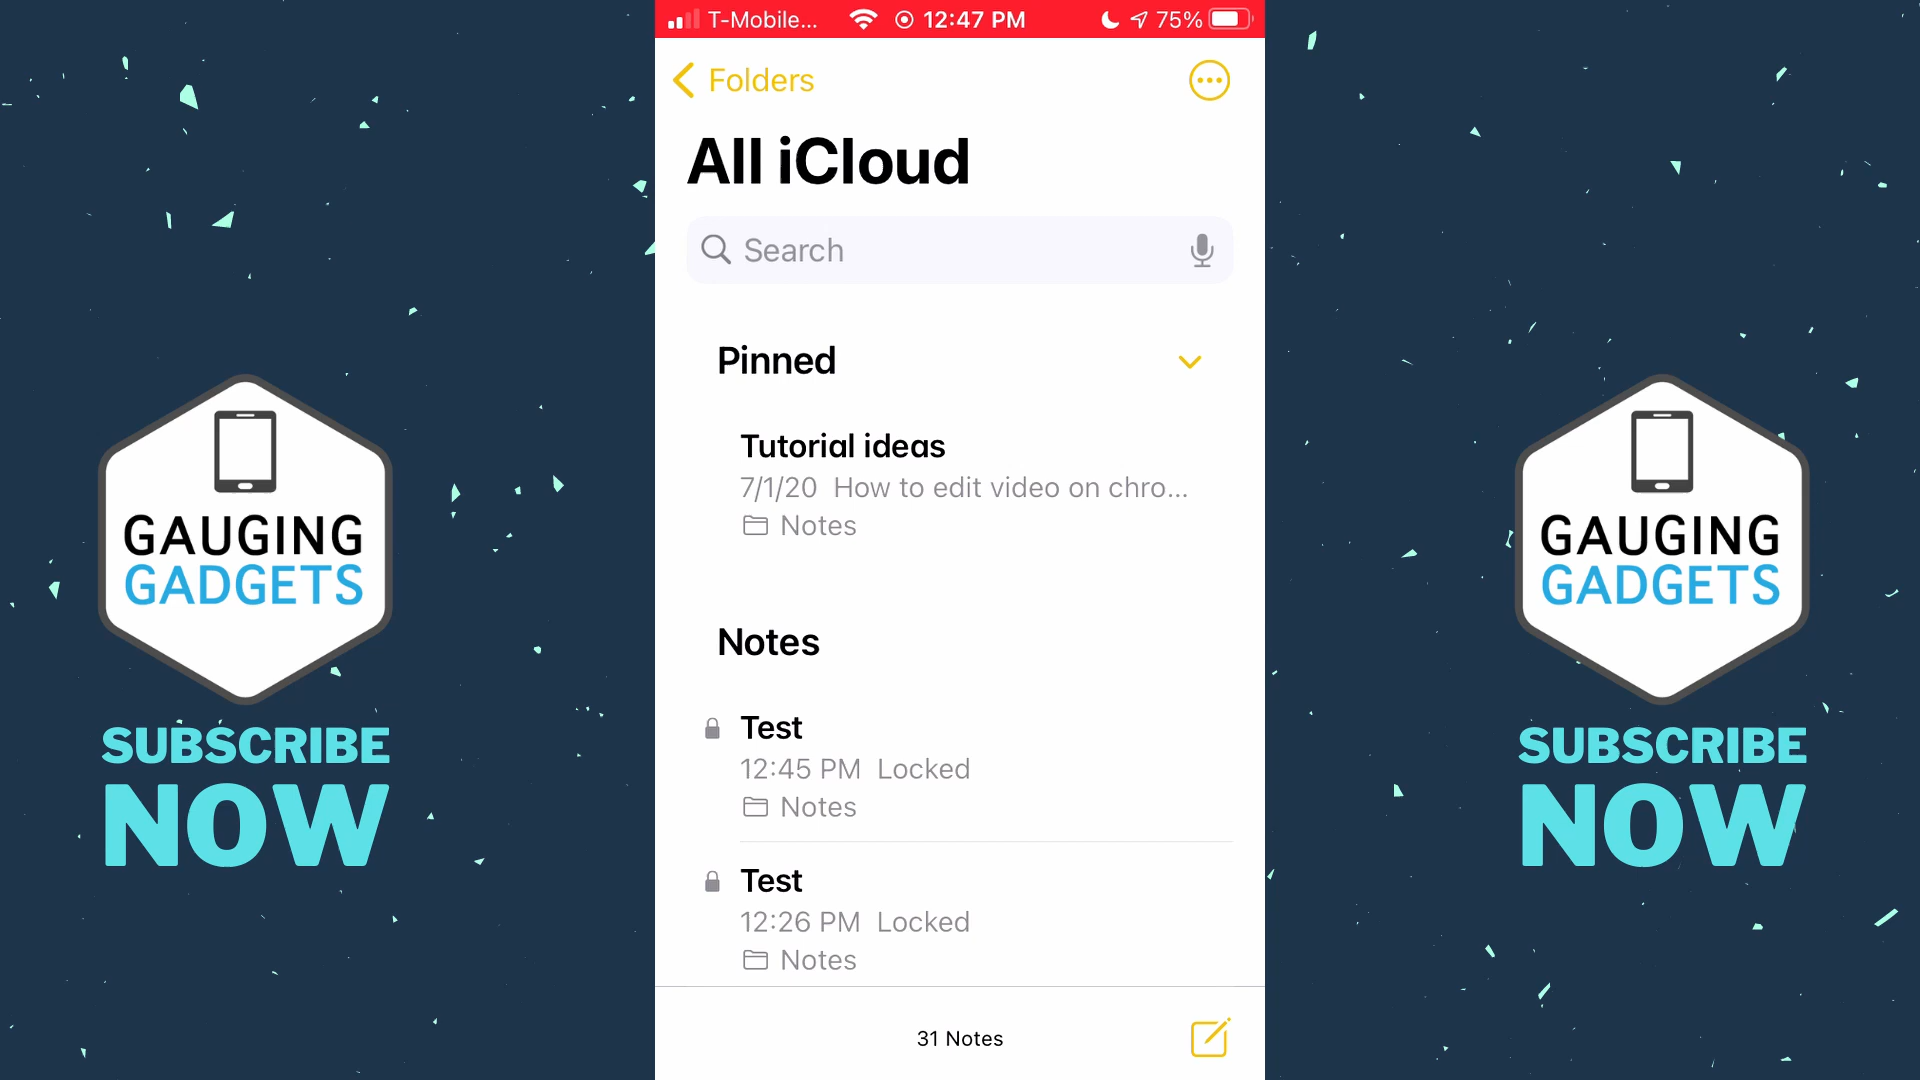 T-Mobile... 12:47 PM 75%
Folders
All iCloud
Search
Pinned
Tutorial ideas
7/1/20 How to edit video on chro...
Notes
Notes
Test
12:45 PM Locked
Notes
Test
12:26 PM Locked
Notes
31 Notes
GAUGING
GADGETS
SUBSCRIBE
NOW
GAUGING
GADGETS
SUBSCRIBE
NOW